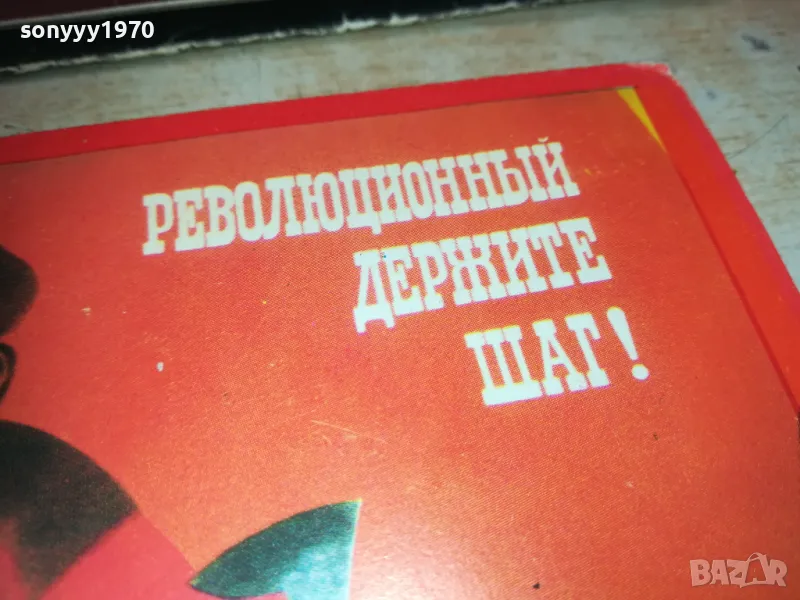 sonyyy1970
РЕВОЛЮЦИОННЫЙ
ДЕРЖИТЕ
ШАГ!
BAZAR